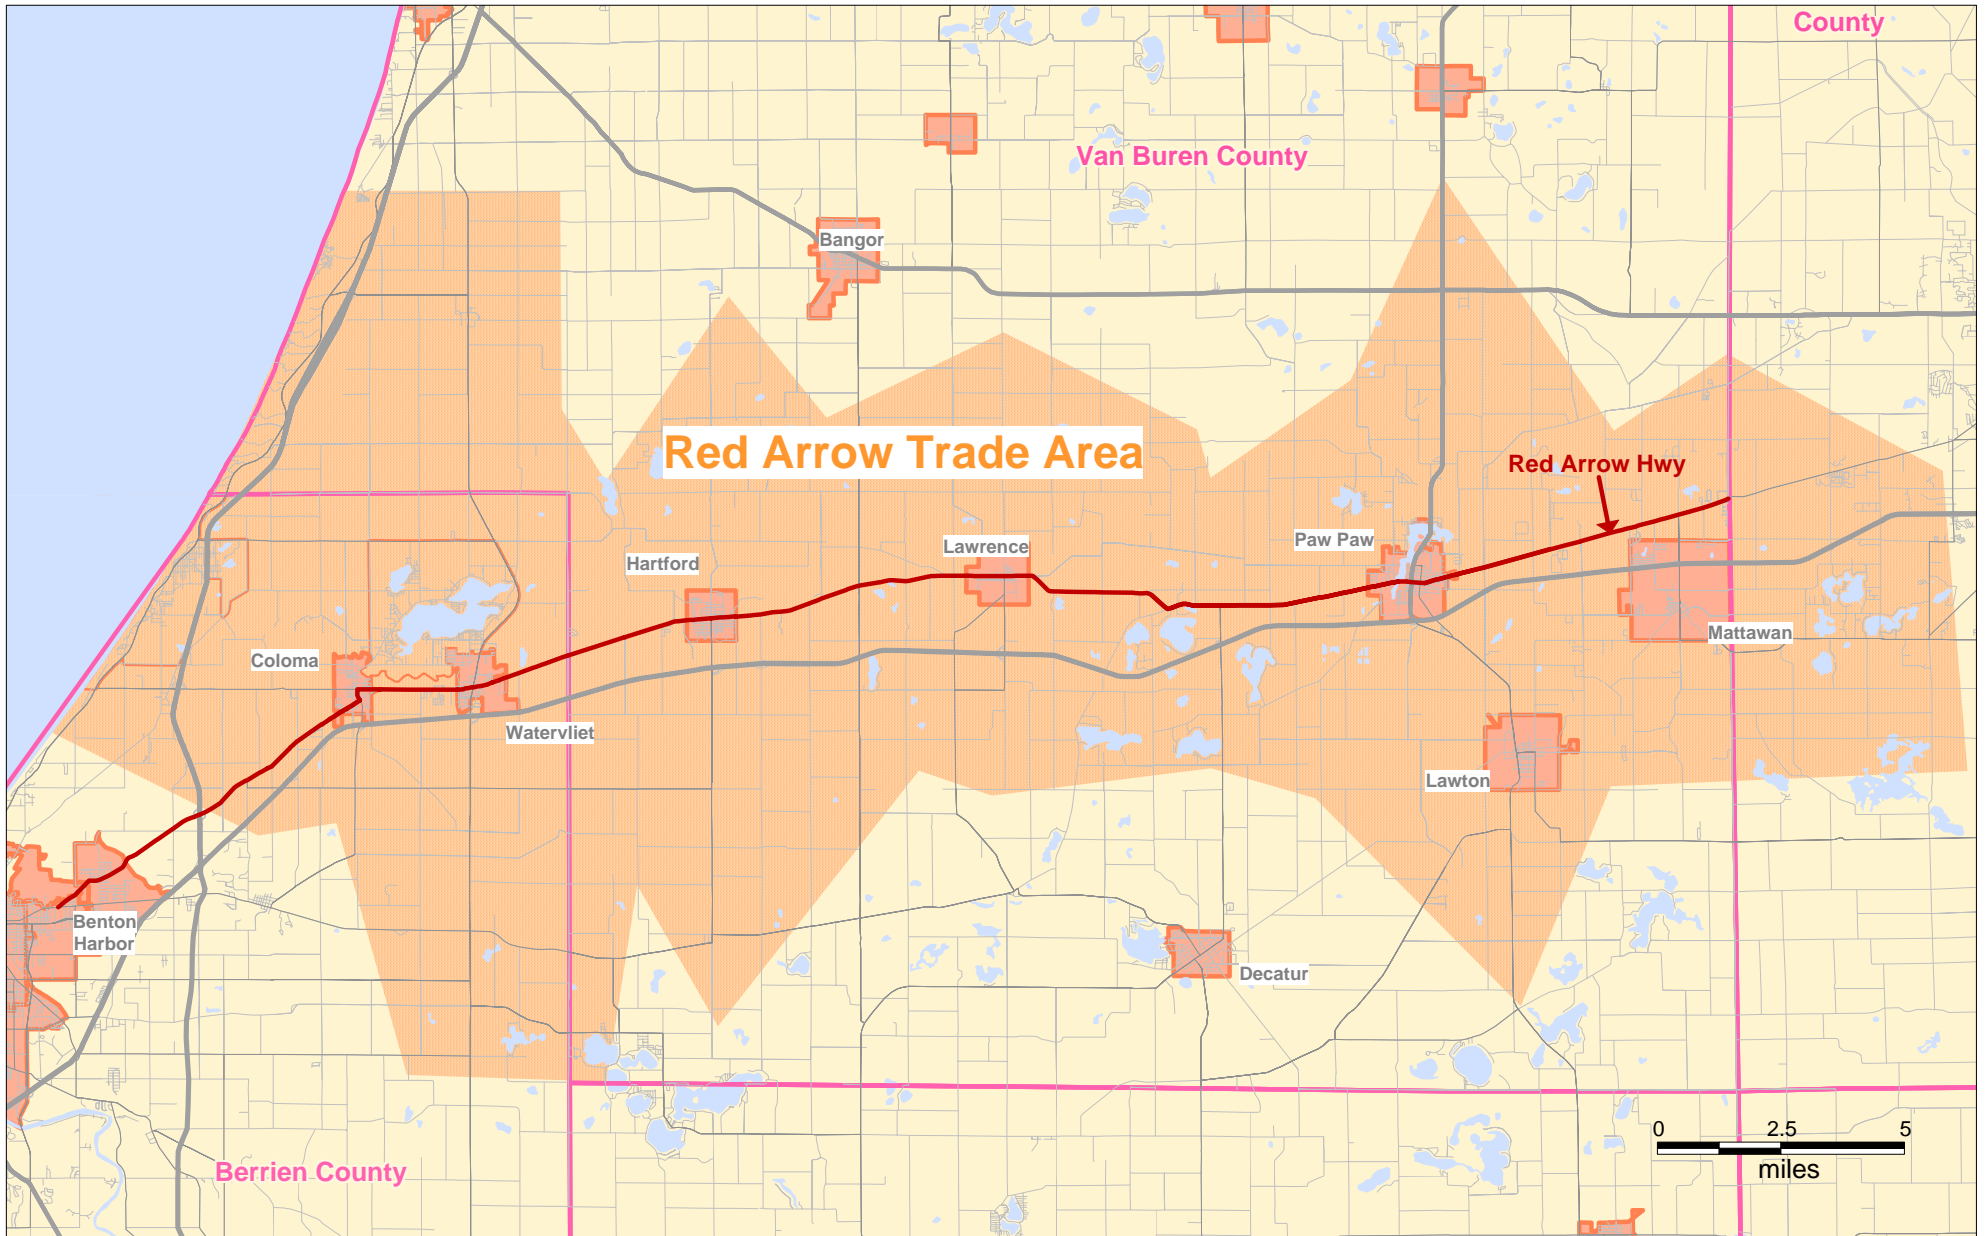 County
Van Buren County
Bangor
Red Arrow Trade Area
Red Arrow Hwy
Paw Paw
Lawrence
Hartford
Mattawan
Coloma
Watervliet
Lawton
Benton
Harbor
Decatur
0 2.5 5
miles
Berrien County